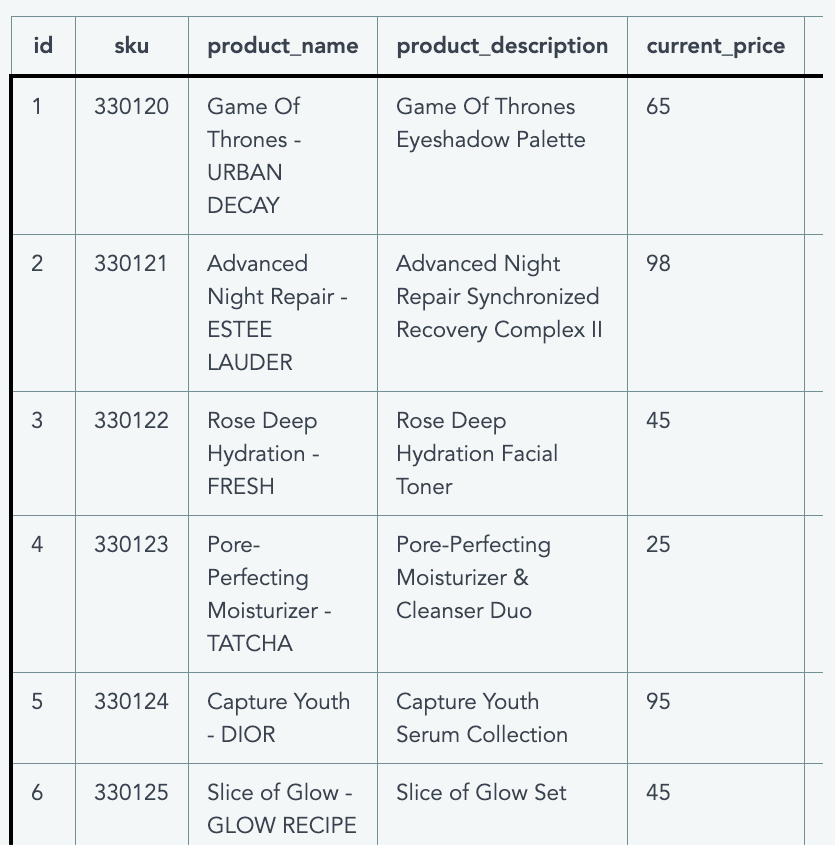 id sku product_name product_description current_price
1 330120 Game Of Thrones - URBAN DECAY Game Of Thrones Eyeshadow Palette 65
2 330121 Advanced Night Repair - ESTEE LAUDER Advanced Night Repair Synchronized Recovery Complex II 98
3 330122 Rose Deep Hydration - FRESH Rose Deep Hydration Facial Toner 45
4 330123 Pore-Perfecting Moisturizer - TATCHA Pore-Perfecting Moisturizer & Cleanser Duo 25
5 330124 Capture Youth - DIOR Capture Youth Serum Collection 95
6 330125 Slice of Glow - GLOW RECIPE Slice of Glow Set 45